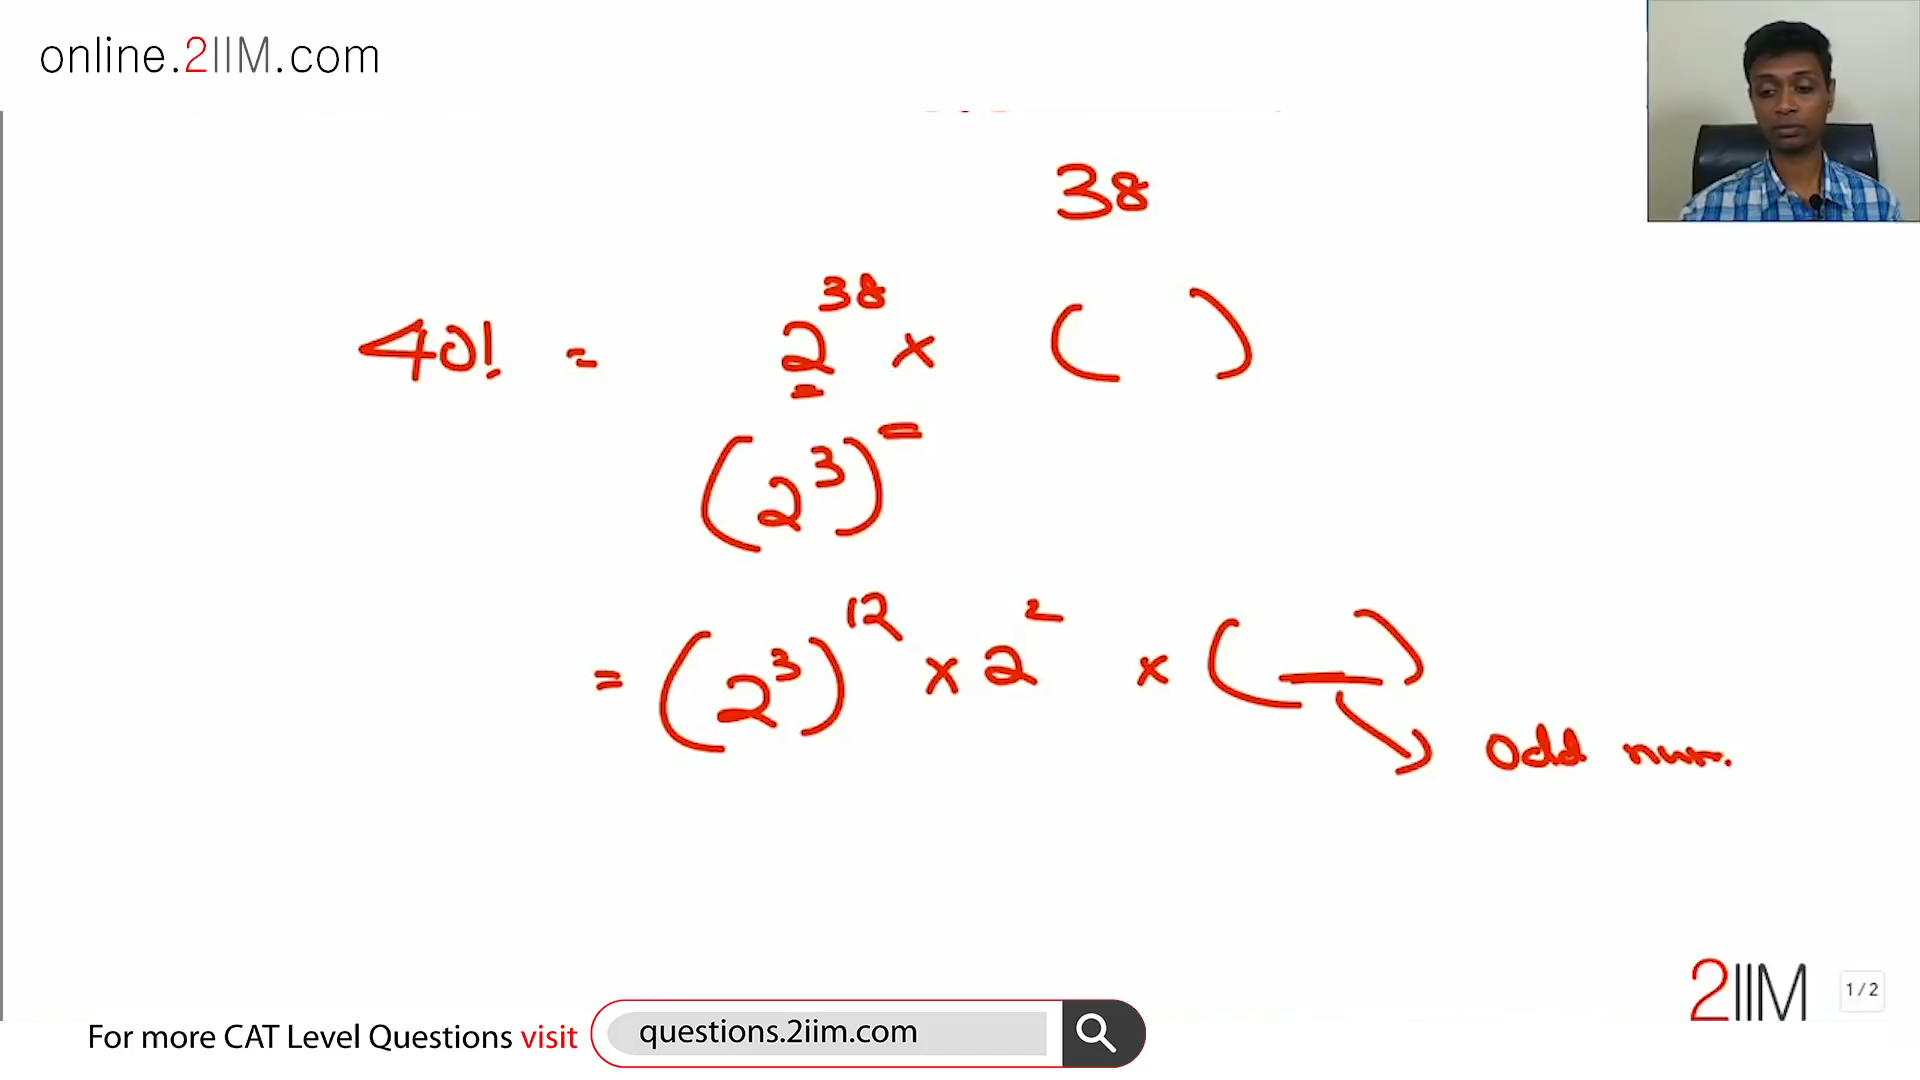 online.2IIM.com
38
40! = 2^38 × ( )
(2^3)^=
= (2^3)^12 × 2^2 × ( )
Odd num.
2IIM
1 / 2
For more CAT Level Questions visit
questions.2iim.com